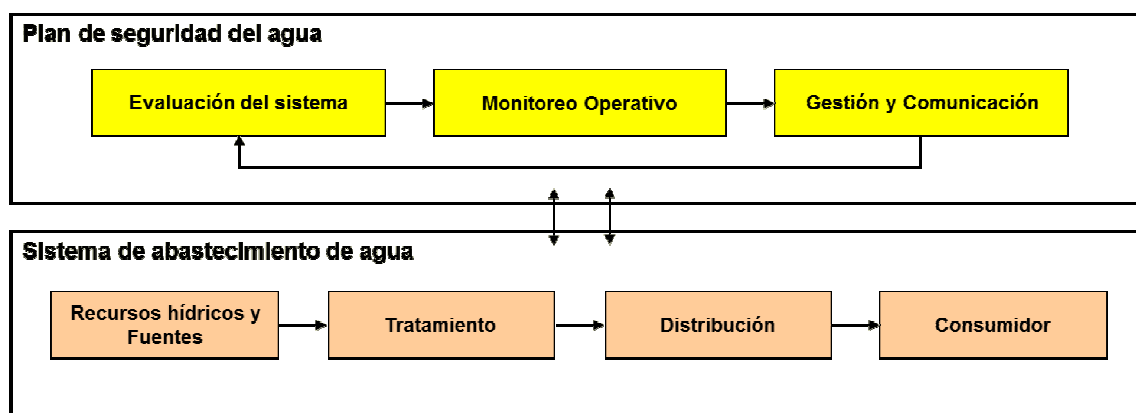 Plan de seguridad del agua
Evaluación del sistema
Monitoreo Operativo
Gestión y Comunicación
Sistema de abastecimiento de agua
Recursos hídricos y
Fuentes
Tratamiento
Distribución
Consumidor